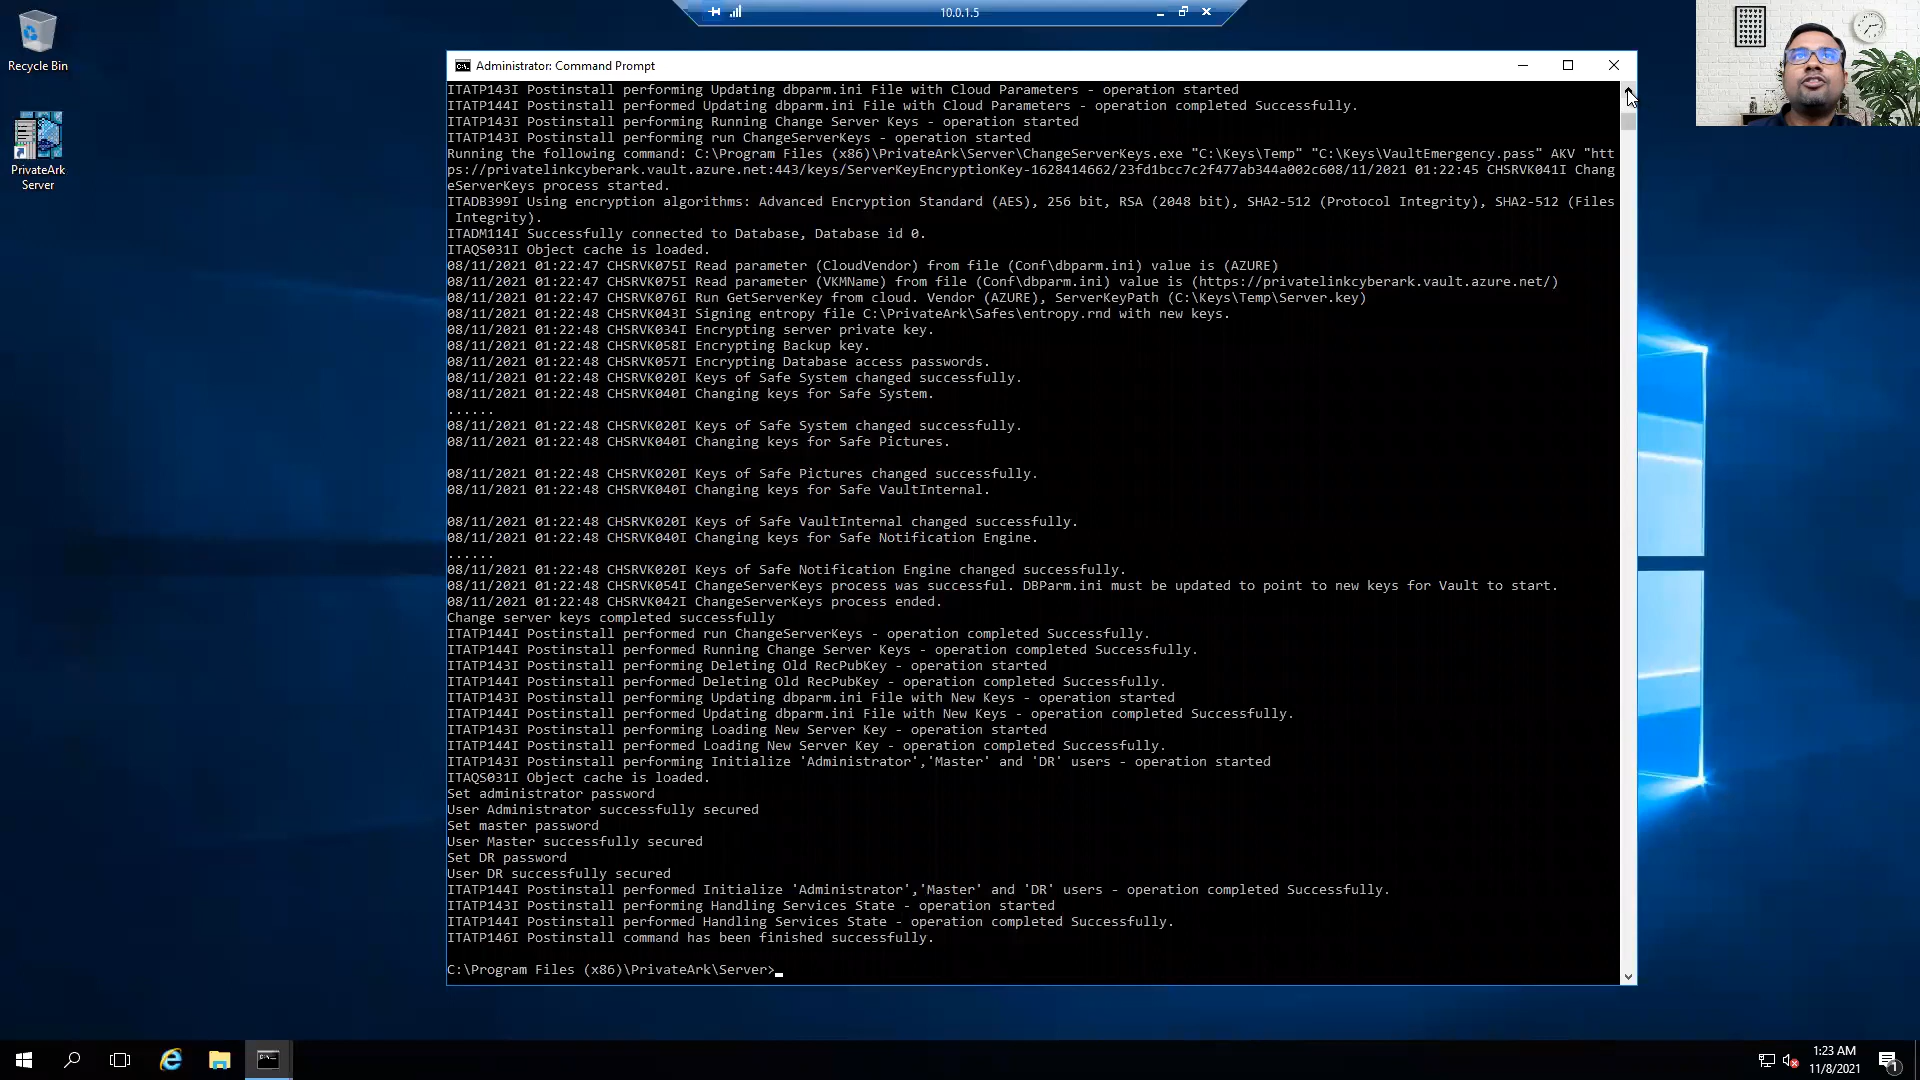 10.0.1.5
Recycle Bin
PrivateArk
Server
Administrator: Command Prompt
ITATP143I Postinstall performing Updating dbparm.ini File with Cloud Parameters - operation started
ITATP144I Postinstall performed Updating dbparm.ini File with Cloud Parameters - operation completed Successfully.
ITATP143I Postinstall performing Running Change Server Keys - operation started
ITATP143I Postinstall performing run ChangeServerKeys - operation started
Running the following command: C:\Program Files (x86)\PrivateArk\Server\ChangeServerKeys.exe "C:\Keys\Temp" "C:\Keys\VaultEmergency.pass" AKV "htt
ps://privatelinkcyberark.vault.azure.net:443/keys/ServerKeyEncryptionKey-1628414662/23fd1bcc7c2f477ab344a002c608/11/2021 01:22:45 CHSRVK041I Chang
eServerKeys process started.
ITADB399I Using encryption algorithms: Advanced Encryption Standard (AES), 256 bit, RSA (2048 bit), SHA2-512 (Protocol Integrity), SHA2-512 (Files
Integrity).
ITADM114I Successfully connected to Database, Database id 0.
ITAQS031I Object cache is loaded.
08/11/2021 01:22:47 CHSRVK075I Read parameter (CloudVendor) from file (Conf\dbparm.ini) value is (AZURE)
08/11/2021 01:22:47 CHSRVK075I Read parameter (VKMName) from file (Conf\dbparm.ini) value is (https://privatelinkcyberark.vault.azure.net/)
08/11/2021 01:22:47 CHSRVK076I Run GetServerKey from cloud. Vendor (AZURE), ServerKeyPath (C:\Keys\Temp\Server.key)
08/11/2021 01:22:48 CHSRVK043I Signing entropy file C:\PrivateArk\Safes\entropy.rnd with new keys.
08/11/2021 01:22:48 CHSRVK034I Encrypting server private key.
08/11/2021 01:22:48 CHSRVK058I Encrypting Backup key.
08/11/2021 01:22:48 CHSRVK057I Encrypting Database access passwords.
08/11/2021 01:22:48 CHSRVK020I Keys of Safe System changed successfully.
08/11/2021 01:22:48 CHSRVK040I Changing keys for Safe System.
......
08/11/2021 01:22:48 CHSRVK020I Keys of Safe System changed successfully.
08/11/2021 01:22:48 CHSRVK040I Changing keys for Safe Pictures.
08/11/2021 01:22:48 CHSRVK020I Keys of Safe Pictures changed successfully.
08/11/2021 01:22:48 CHSRVK040I Changing keys for Safe VaultInternal.
08/11/2021 01:22:48 CHSRVK020I Keys of Safe VaultInternal changed successfully.
08/11/2021 01:22:48 CHSRVK040I Changing keys for Safe Notification Engine.
......
08/11/2021 01:22:48 CHSRVK020I Keys of Safe Notification Engine changed successfully.
08/11/2021 01:22:48 CHSRVK054I ChangeServerKeys process was successful. DBParm.ini must be updated to point to new keys for Vault to start.
08/11/2021 01:22:48 CHSRVK042I ChangeServerKeys process ended.
Change server keys completed successfully
ITATP144I Postinstall performed run ChangeServerKeys - operation completed Successfully.
ITATP144I Postinstall performed Running Change Server Keys - operation completed Successfully.
ITATP143I Postinstall performing Deleting Old RecPubKey - operation started
ITATP144I Postinstall performed Deleting Old RecPubKey - operation completed Successfully.
ITATP143I Postinstall performing Updating dbparm.ini File with New Keys - operation started
ITATP144I Postinstall performed Updating dbparm.ini File with New Keys - operation completed Successfully.
ITATP143I Postinstall performing Loading New Server Key - operation started
ITATP144I Postinstall performed Loading New Server Key - operation completed Successfully.
ITATP143I Postinstall performing Initialize 'Administrator','Master' and 'DR' users - operation started
ITAQS031I Object cache is loaded.
Set administrator password
User Administrator successfully secured
Set master password
User Master successfully secured
Set DR password
User DR successfully secured
ITATP144I Postinstall performed Initialize 'Administrator','Master' and 'DR' users - operation completed Successfully.
ITATP143I Postinstall performing Handling Services State - operation started
ITATP144I Postinstall performed Handling Services State - operation completed Successfully.
ITATP146I Postinstall command has been finished successfully.
C:\Program Files (x86)\PrivateArk\Server>
1:23 AM
11/8/2021
1